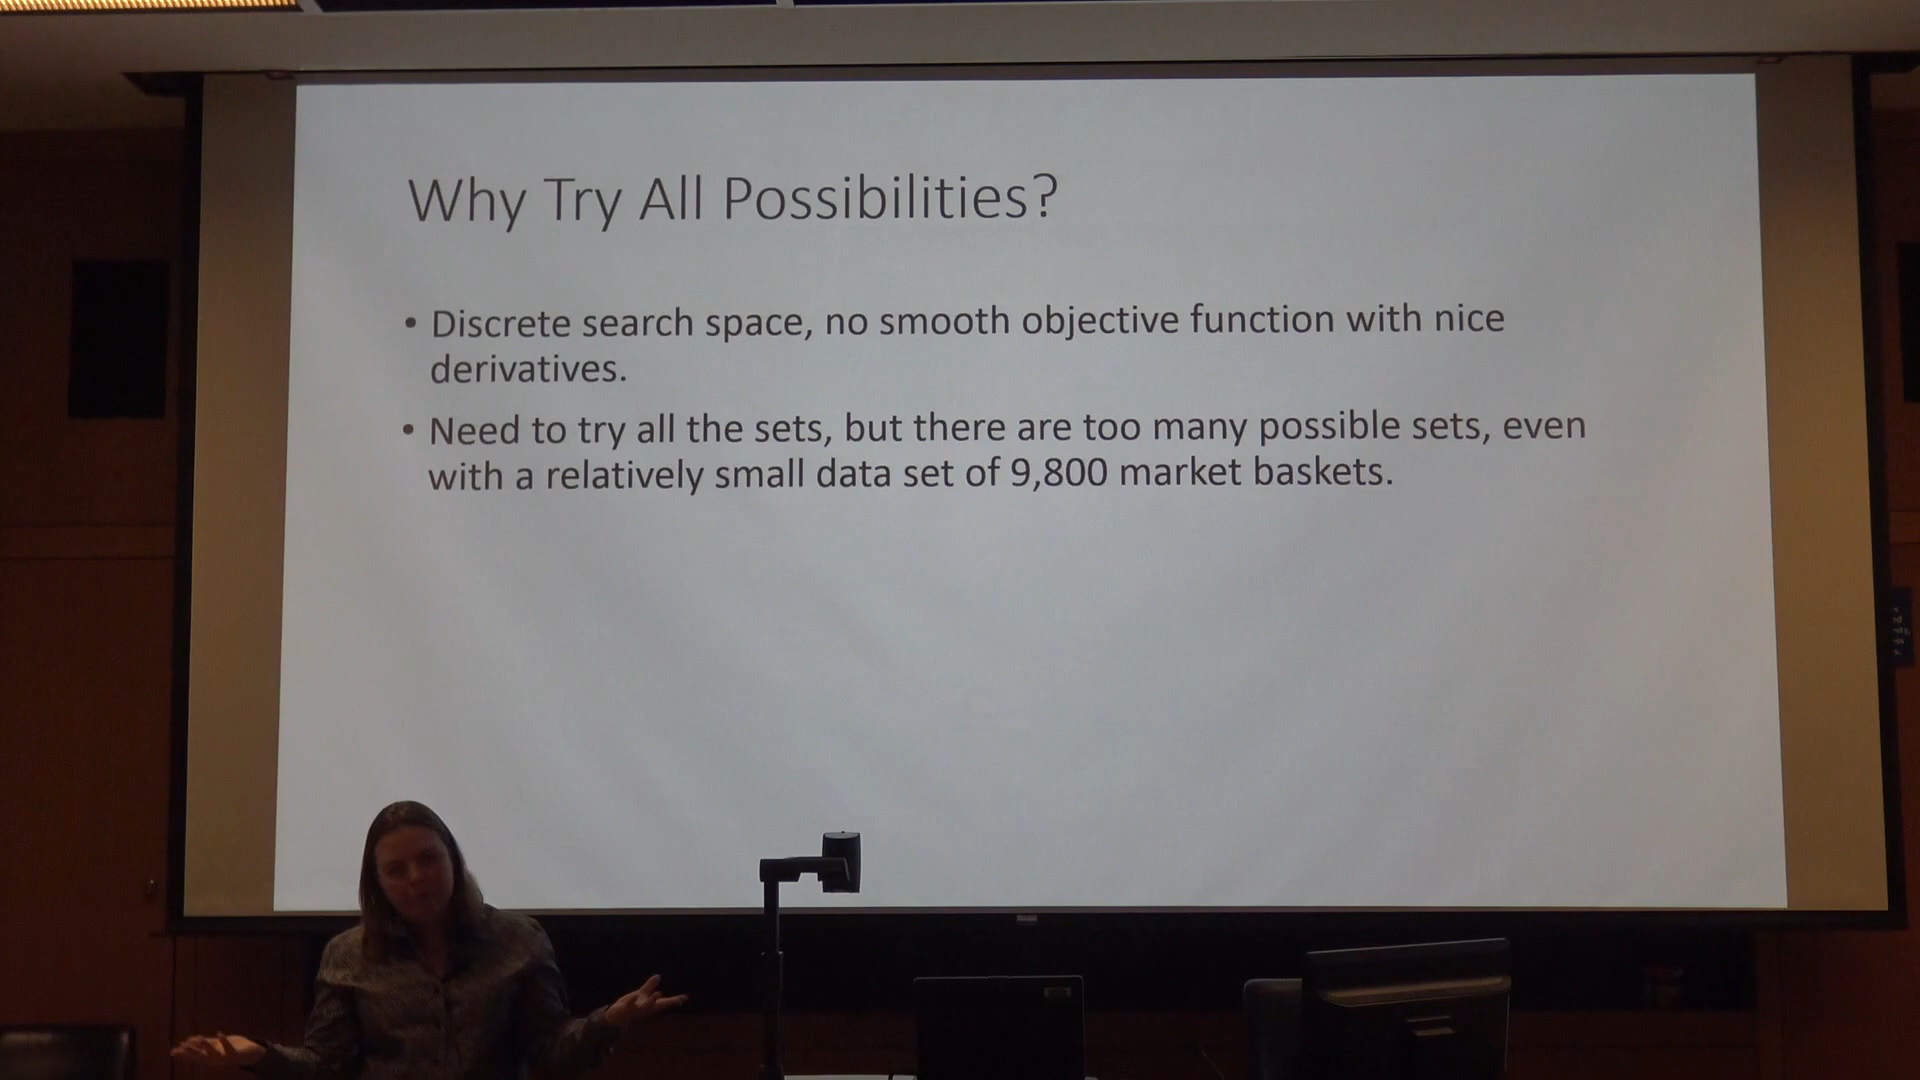 Why Try All Possibilities?
• Discrete search space, no smooth objective function with nice
derivatives.
• Need to try all the sets, but there are too many possible sets, even
with a relatively small data set of 9,800 market baskets.